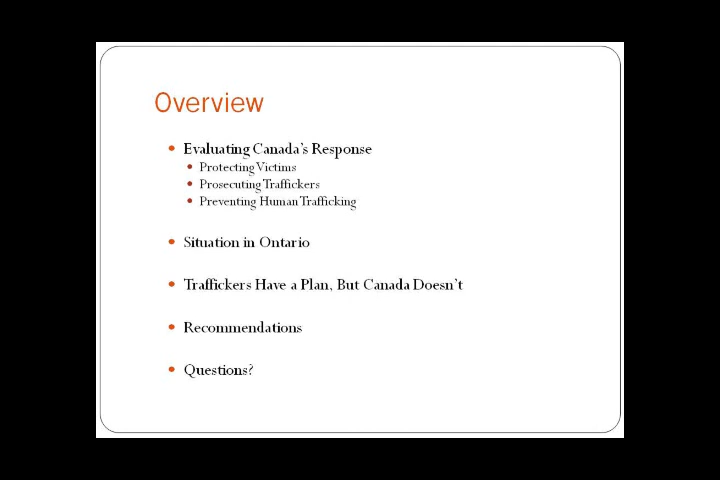 Overview
Evaluating Canada's Response
Protecting Victims
Prosecuting Traffickers
Preventing Human Trafficking
Situation in Ontario
Traffickers Have a Plan, But Canada Doesn't
Recommendations
Questions?